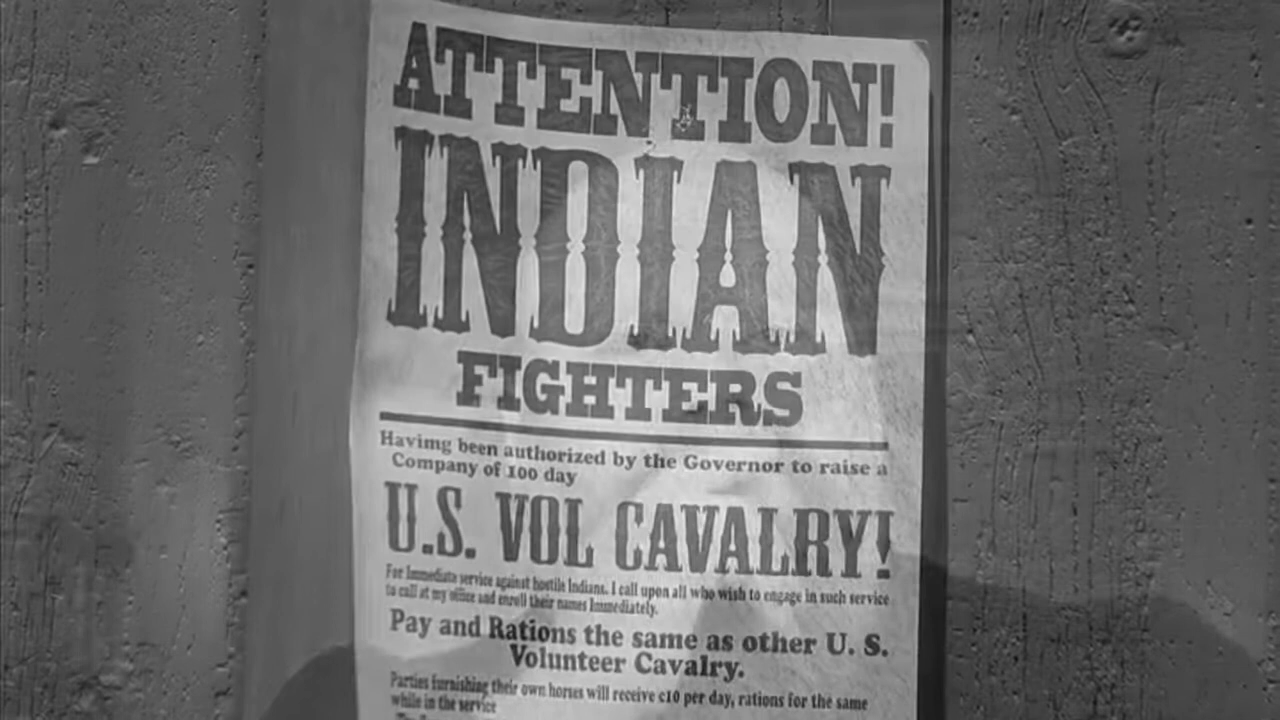 ATTENTION!
INDIAN
FIGHTERS
Havimg been authorized by the Governor to raise a
Company of 100 day
U.S. VOL CAVALRY!
For Immediate service against hostile Indians. I call upon all who wish to engage in such service
to call at my office and enroll their names Immediately.
Pay and Rations the same as other U. S.
Volunteer Cavalry.
Parties furnishing their own horses will receive c10 per day, rations for the same
while in the service